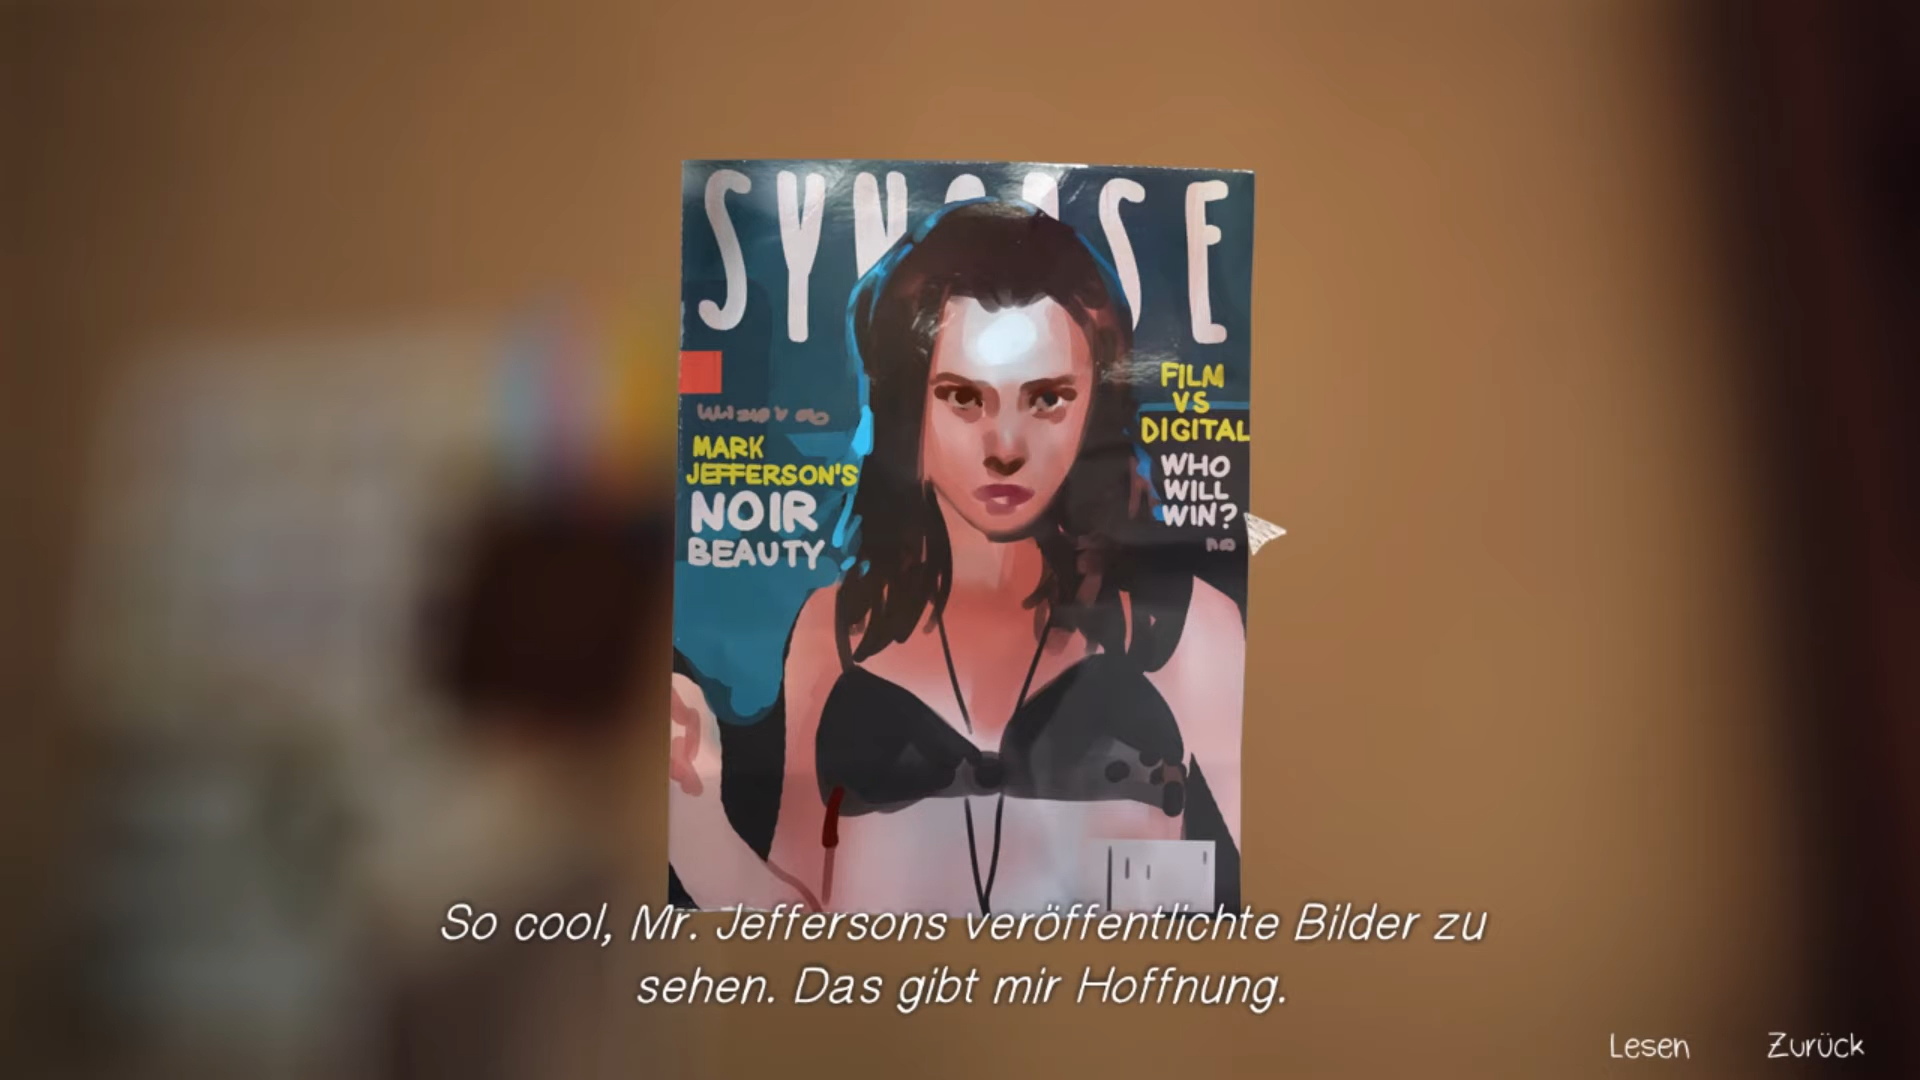 MARK
JEFFERSON'S
NOIR
BEAUTY
FILM
VS
DIGITAL
WHO
WILL
WIN?
So cool, Mr. Jeffersons veröffentlichte Bilder zu
sehen. Das gibt mir Hoffnung.
Lesen
Zurück